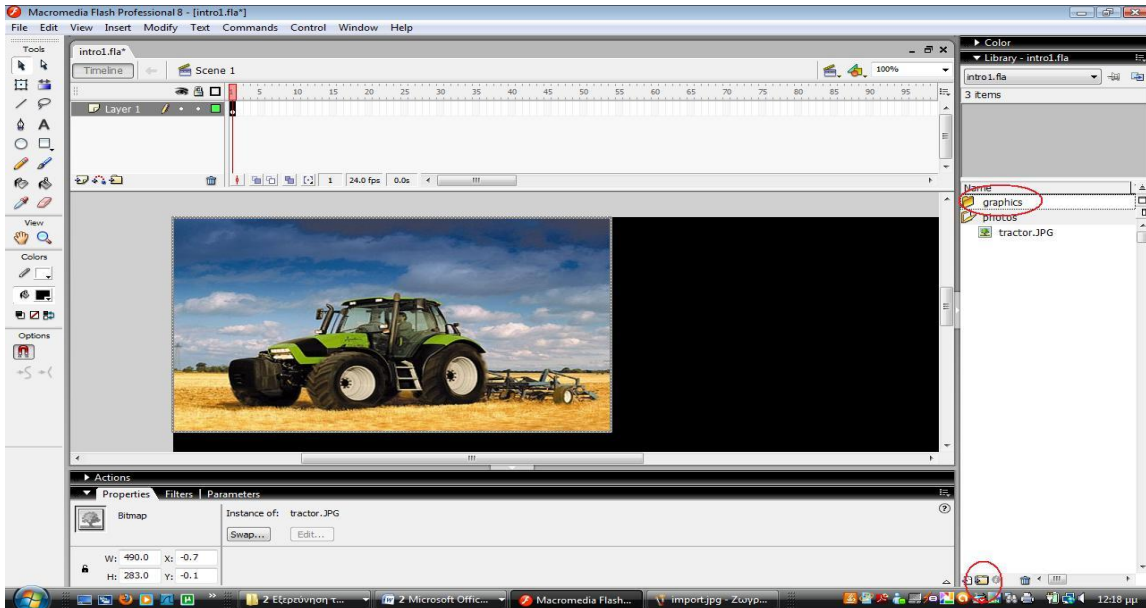 Macromedia Flash Professional 8 - [intro1.fla*]
File Edit View Insert Modify Text Commands Control Window Help
Tools
View
Colors
Options
intro1.fla*
Timeline
Scene 1
100%
1 5 10 15 20 25 30 35 40 45 50 55 60 65 70 75 80 85 90 95
Layer 1
1 24.0 fps 0.0s
Actions
Properties Filters Parameters
Bitmap
Instance of: tractor.JPG
Swap... Edit...
W: 490.0 X: -0.7
H: 283.0 Y: -0.1
Color
Library - intro1.fla
intro1.fla
3 items
Name
graphics
photos
tractor.JPG
2 Εξερεύνηση τ...
2 Microsoft Offic...
Macromedia Flash...
import.jpg - Ζωγρ...
12:18 μμ